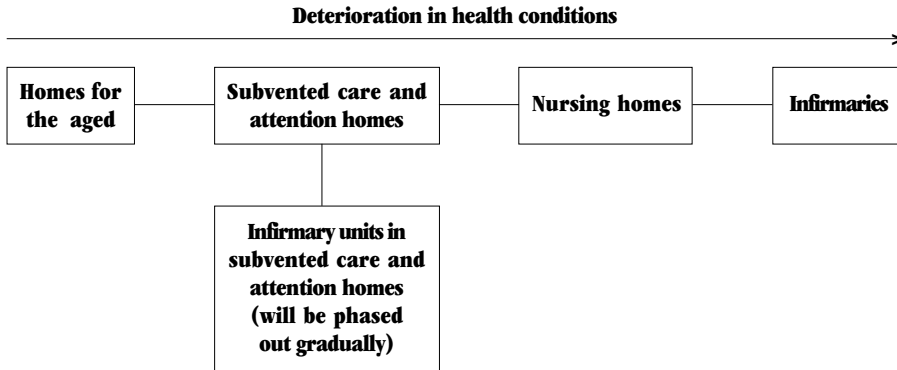 Deterioration in health conditions
Homes for
the aged
Subvented care and
attention homes
Nursing homes
Infirmaries
Infirmary units in
subvented care and
attention homes
(will be phased
out gradually)